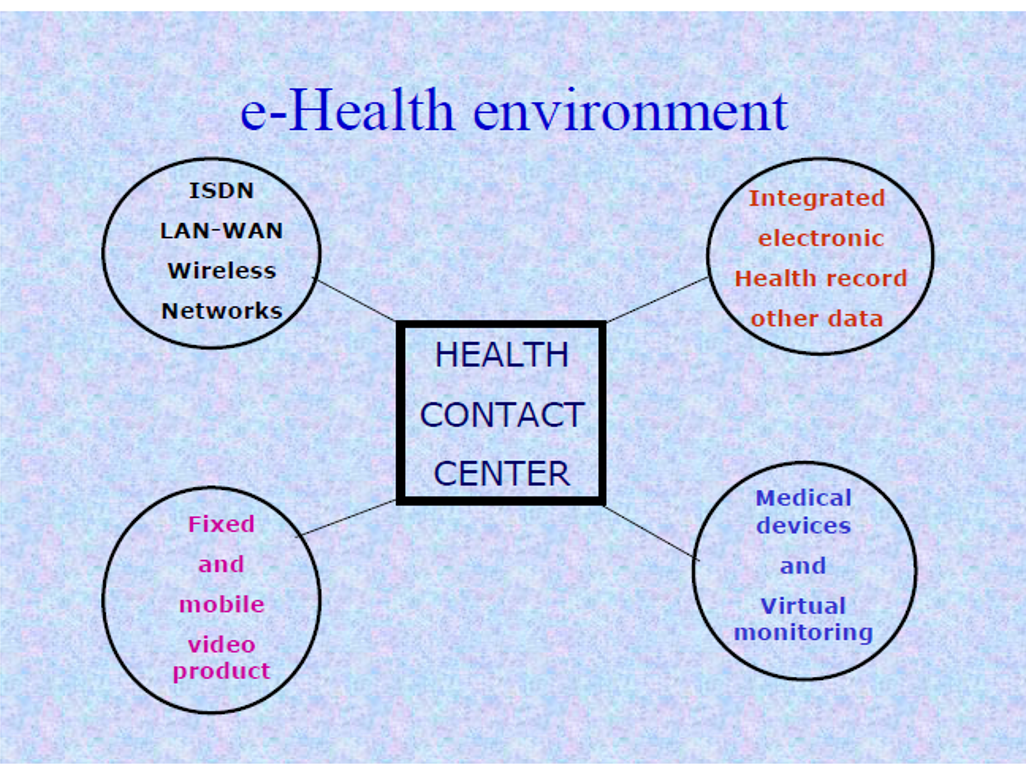 e-Health environment
ISDN
LAN-WAN
Wireless
Networks
Integrated
electronic
Health record
other data
HEALTH
CONTACT
CENTER
Fixed
and
mobile
video
product
Medical
devices
and
Virtual
monitoring